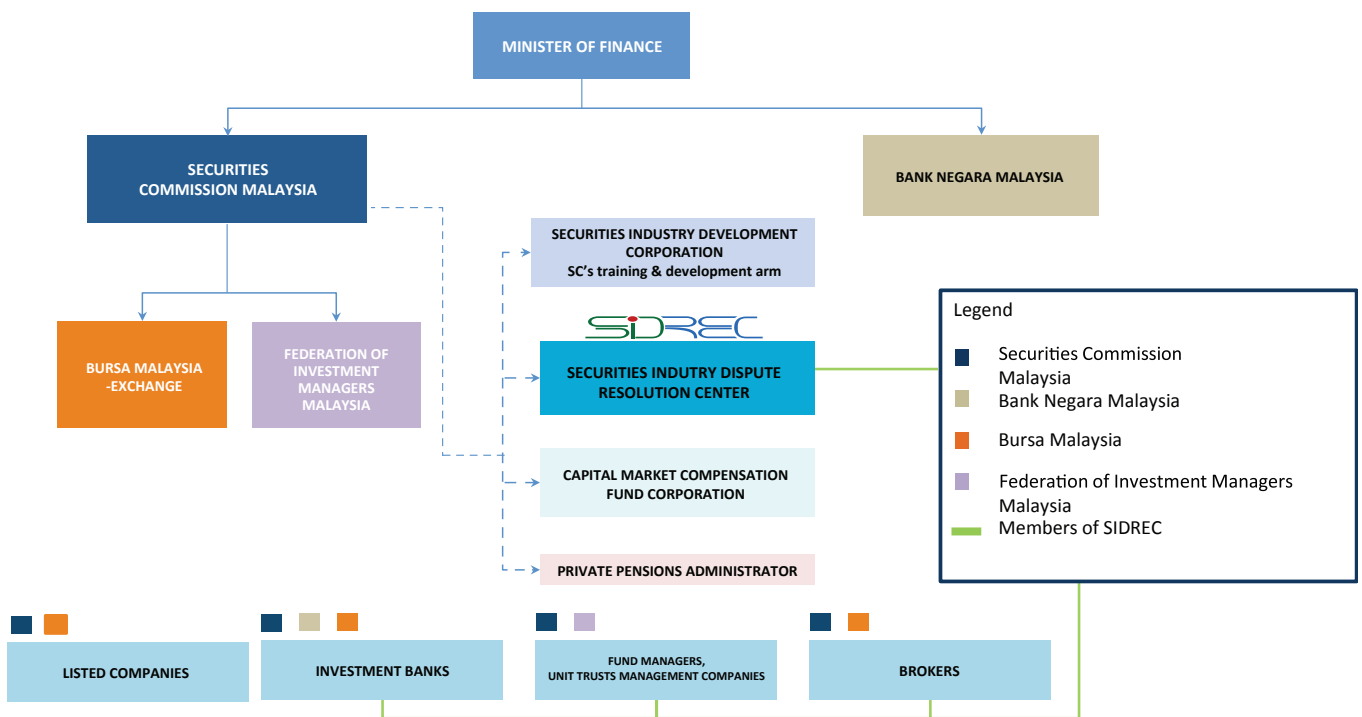 MINISTER OF FINANCE
SECURITIES
COMMISSION MALAYSIA
BANK NEGARA MALAYSIA
SECURITIES INDUSTRY DEVELOPMENT
CORPORATION
SC's training & development arm
SIDREC
SECURITIES INDUTRY DISPUTE
RESOLUTION CENTER
BURSA MALAYSIA
-EXCHANGE
FEDERATION OF
INVESTMENT
MANAGERS
MALAYSIA
CAPITAL MARKET COMPENSATION
FUND CORPORATION
PRIVATE PENSIONS ADMINISTRATOR
Legend
Securities Commission
Malaysia
Bank Negara Malaysia
Bursa Malaysia
Federation of Investment Managers
Malaysia
Members of SIDREC
LISTED COMPANIES
INVESTMENT BANKS
FUND MANAGERS,
UNIT TRUSTS MANAGEMENT COMPANIES
BROKERS